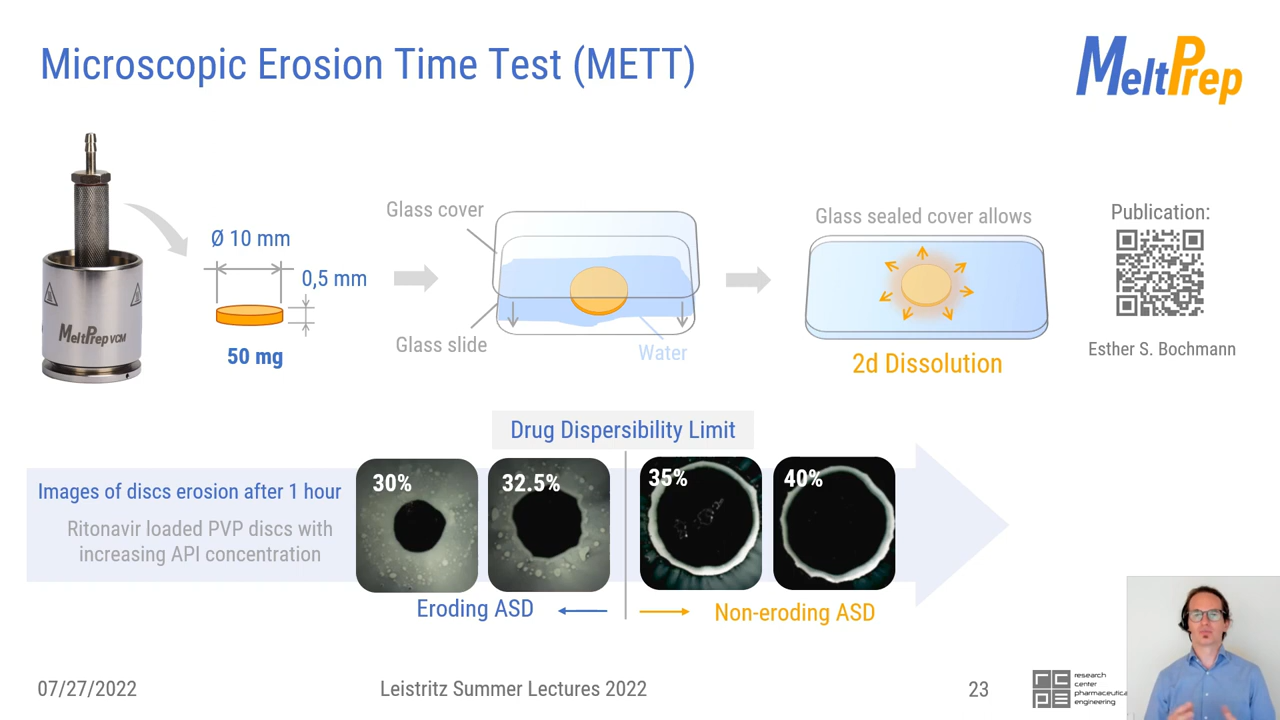 Microscopic Erosion Time Test (METT)
MeltPrep
Glass cover
Glass sealed cover allows
Publication:
Ø 10 mm
0,5 mm
MeltPrep VCM
Glass slide
Water
50 mg
2d Dissolution
Esther S. Bochmann
Drug Dispersibility Limit
Images of discs erosion after 1 hour
Ritonavir loaded PVP discs with
increasing API concentration
30%
32.5%
35%
40%
Eroding ASD
Non-eroding ASD
07/27/2022
Leistritz Summer Lectures 2022
23
rcpe
research
center
pharmaceutica
engineering